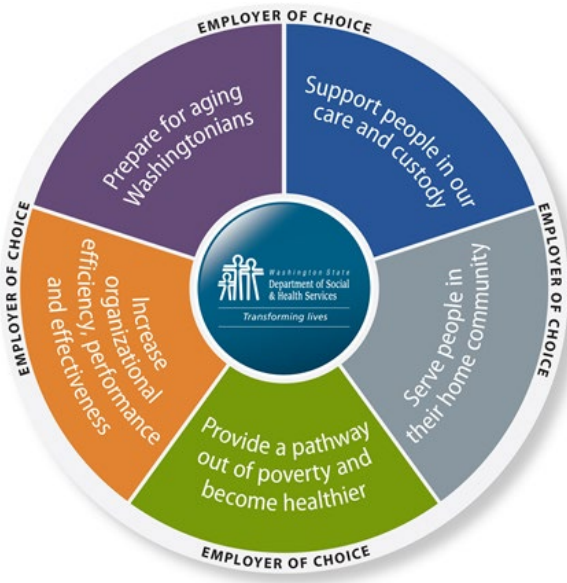 EMPLOYER OF CHOICE
Prepare for aging
Washingtonians
Support people in our
care and custody
EMPLOYER OF CHOICE
EMPLOYER OF CHOICE
Washington State
Department of Social
& Health Services
Transforming lives
Increase
organizational
efficiency, performance
and effectiveness
Serve people in
their home community
Provide a pathway
out of poverty and
become healthier
EMPLOYER OF CHOICE